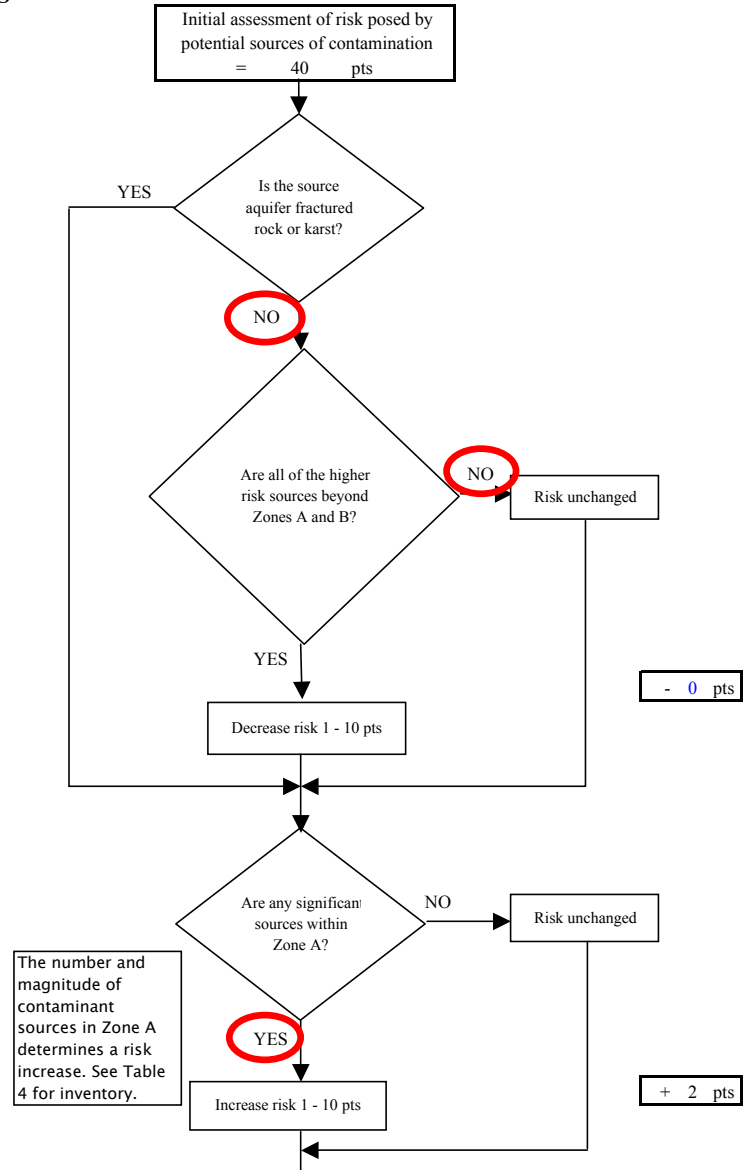 Initial assessment of risk posed by
potential sources of contamination
= 40 pts
YES
Is the source
aquifer fractured
rock or karst?
NO
Are all of the higher
risk sources beyond
Zones A and B?
NO
Risk unchanged
YES
- 0 pts
Decrease risk 1 - 10 pts
Are any significant
sources within
Zone A?
NO
Risk unchanged
The number and
magnitude of
contaminant
sources in Zone A
determines a risk
increase. See Table
4 for inventory.
YES
+ 2 pts
Increase risk 1 - 10 pts